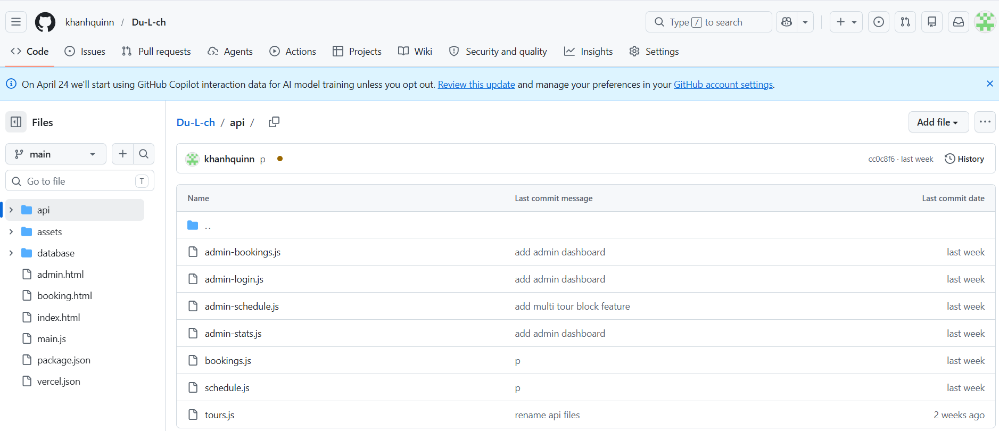 khanhquinn / Du-L-ch
Type / to search
Code Issues Pull requests Agents Actions Projects Wiki Security and quality Insights Settings
On April 24 we'll start using GitHub Copilot interaction data for AI model training unless you opt out. Review this update and manage your preferences in your GitHub account settings.
Files
main
Go to file T
api
assets
database
admin.html
booking.html
index.html
main.js
package.json
vercel.json
Du-L-ch / api /
Add file
khanhquinn p
cc0c8f6 · last week History
Name Last commit message Last commit date
..
admin-bookings.js add admin dashboard last week
admin-login.js add admin dashboard last week
admin-schedule.js add multi tour block feature last week
admin-stats.js add admin dashboard last week
bookings.js p last week
schedule.js p last week
tours.js rename api files 2 weeks ago